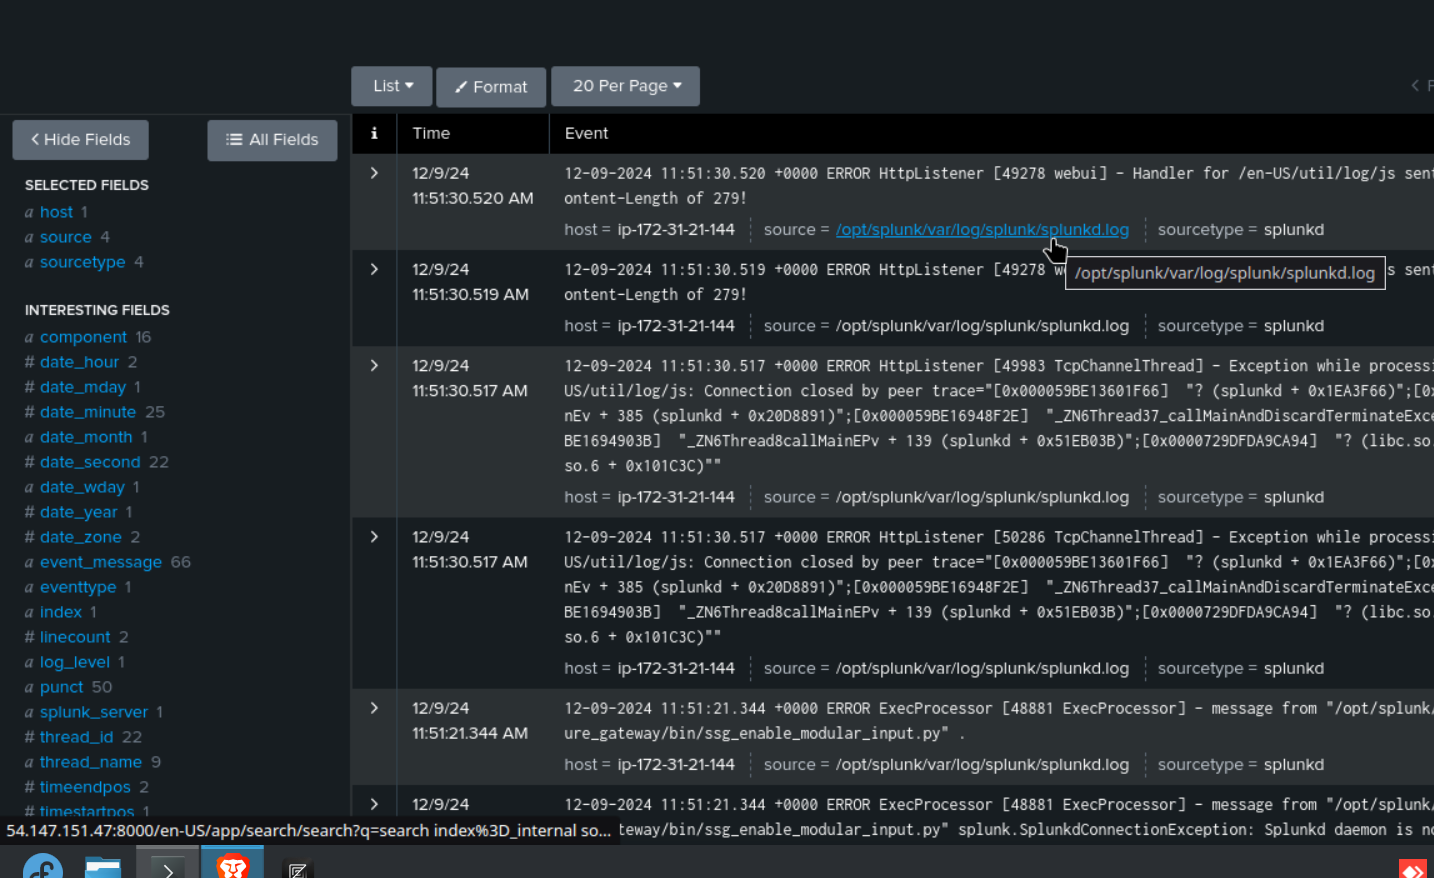 List
Format
20 Per Page
Hide Fields
All Fields
SELECTED FIELDS
a host 1
a source 4
a sourcetype 4
INTERESTING FIELDS
a component 16
# date_hour 2
# date_mday 1
# date_minute 25
a date_month 1
# date_second 22
a date_wday 1
# date_year 1
# date_zone 2
a event_message 66
a eventtype 1
a index 1
# linecount 2
a log_level 1
a punct 50
a splunk_server 1
# thread_id 22
a thread_name 9
# timeendpos 2
# timestartpos 1
i Time Event
12/9/24
11:51:30.520 AM
12-09-2024 11:51:30.520 +0000 ERROR HttpListener [49278 webui] - Handler for /en-US/util/log/js sent
ontent-Length of 279!
host = ip-172-31-21-144 source = /opt/splunk/var/log/splunk/splunkd.log sourcetype = splunkd
/opt/splunk/var/log/splunk/splunkd.log
12/9/24
11:51:30.519 AM
12-09-2024 11:51:30.519 +0000 ERROR HttpListener [49278 s sent
ontent-Length of 279!
host = ip-172-31-21-144 source = /opt/splunk/var/log/splunk/splunkd.log sourcetype = splunkd
12/9/24
11:51:30.517 AM
12-09-2024 11:51:30.517 +0000 ERROR HttpListener [49983 TcpChannelThread] - Exception while processi
US/util/log/js: Connection closed by peer trace="[0x000059BE13601F66] "? (splunkd + 0x1EA3F66)";[0x
nEv + 385 (splunkd + 0x20D8891)";[0x000059BE16948F2E] "_ZN6Thread37_callMainAndDiscardTerminateExce
BE1694903B] "_ZN6Thread8callMainEPv + 139 (splunkd + 0x51EB03B)";[0x0000729DFDA9CA94] "? (libc.so.
so.6 + 0x101C3C)""
host = ip-172-31-21-144 source = /opt/splunk/var/log/splunk/splunkd.log sourcetype = splunkd
12/9/24
11:51:30.517 AM
12-09-2024 11:51:30.517 +0000 ERROR HttpListener [50286 TcpChannelThread] - Exception while processi
US/util/log/js: Connection closed by peer trace="[0x000059BE13601F66] "? (splunkd + 0x1EA3F66)";[0x
nEv + 385 (splunkd + 0x20D8891)";[0x000059BE16948F2E] "_ZN6Thread37_callMainAndDiscardTerminateExce
BE1694903B] "_ZN6Thread8callMainEPv + 139 (splunkd + 0x51EB03B)";[0x0000729DFDA9CA94] "? (libc.so.
so.6 + 0x101C3C)""
host = ip-172-31-21-144 source = /opt/splunk/var/log/splunk/splunkd.log sourcetype = splunkd
12/9/24
11:51:21.344 AM
12-09-2024 11:51:21.344 +0000 ERROR ExecProcessor [48881 ExecProcessor] - message from "/opt/splunk/
ure_gateway/bin/ssg_enable_modular_input.py" .
host = ip-172-31-21-144 source = /opt/splunk/var/log/splunk/splunkd.log sourcetype = splunkd
12/9/24
12-09-2024 11:51:21.344 +0000 ERROR ExecProcessor [48881 ExecProcessor] - message from "/opt/splunk/
teway/bin/ssg_enable_modular_input.py" splunk.SplunkdConnectionException: Splunkd daemon is no
54.147.151.47:8000/en-US/app/search/search?q=search index%3D_internal so...